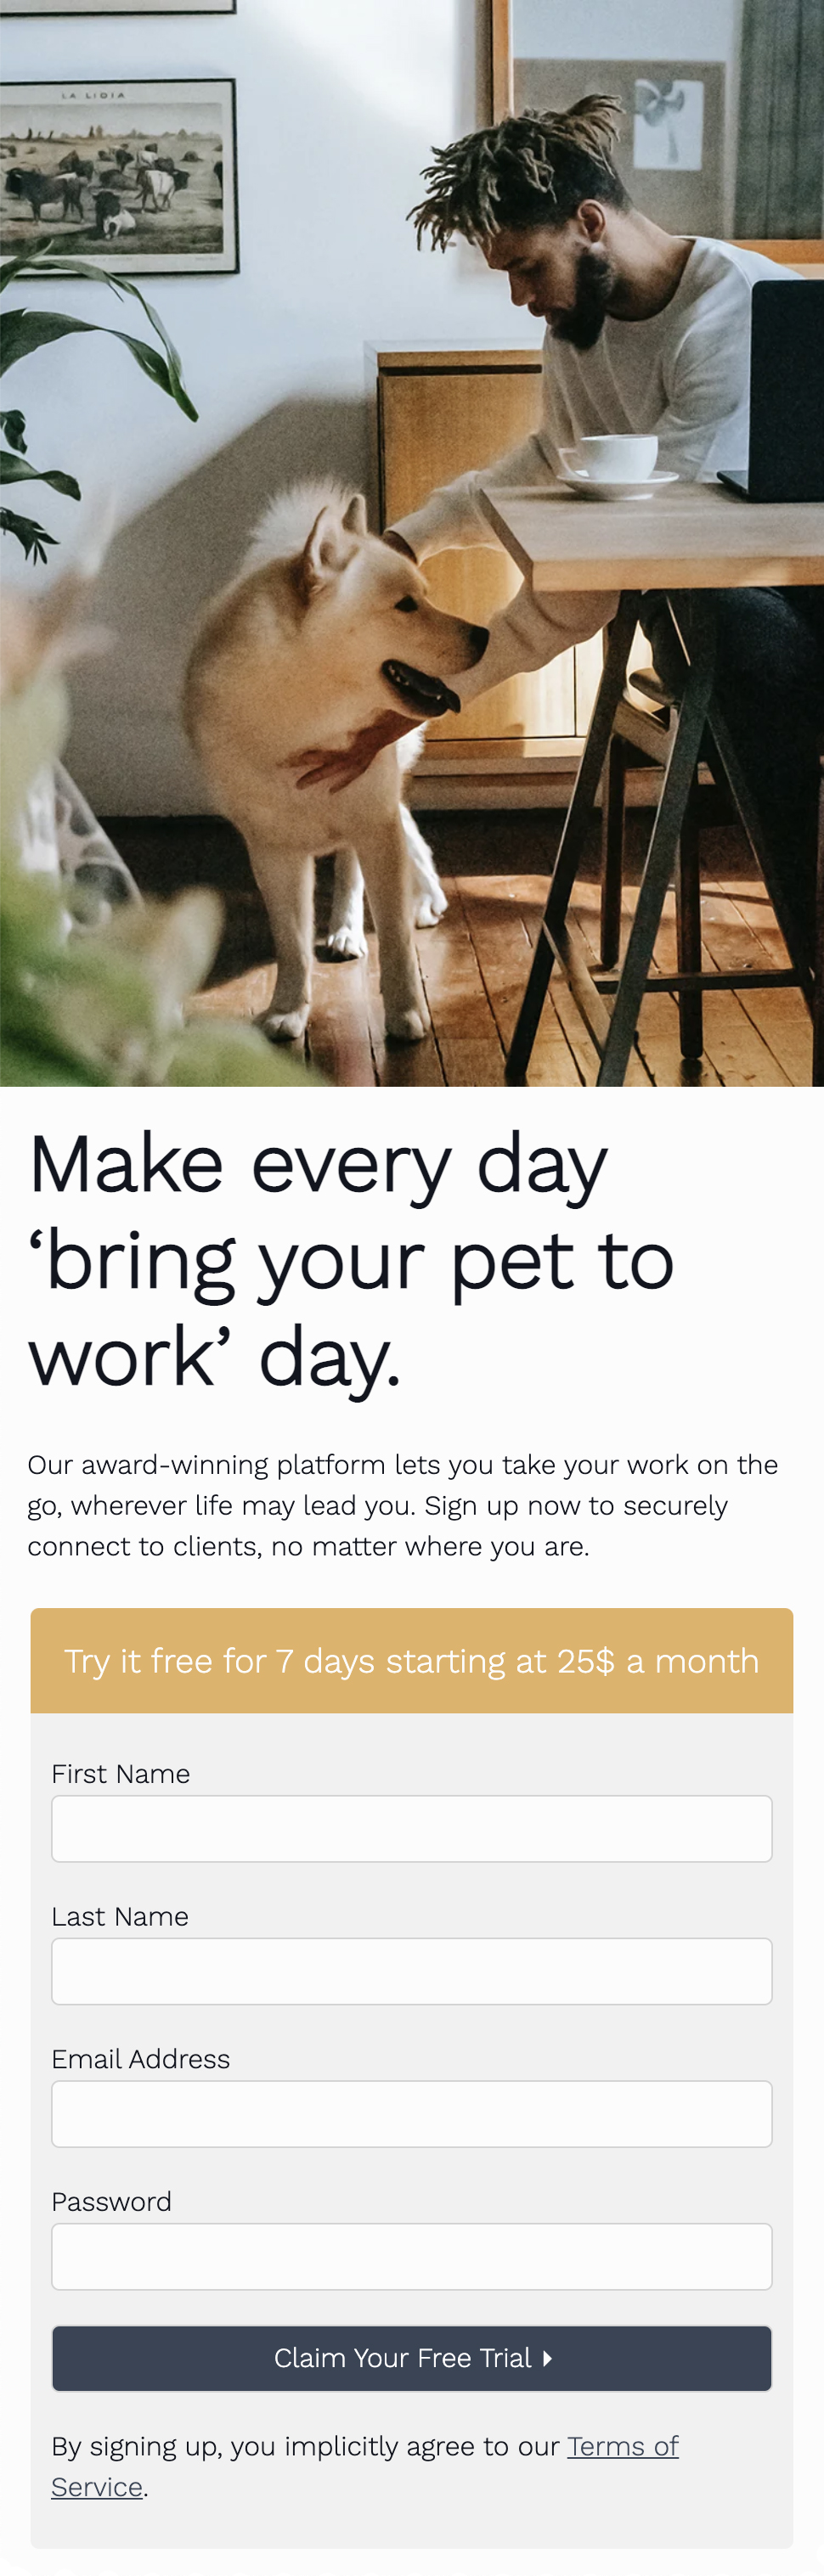 LA LIDIA
Make every day
‘bring your pet to
work’ day.
Our award-winning platform lets you take your work on the
go, wherever life may lead you. Sign up now to securely
connect to clients, no matter where you are.
Try it free for 7 days starting at 25$ a month
First Name
Last Name
Email Address
Password
Claim Your Free Trial
By signing up, you implicitly agree to our Terms of
Service.